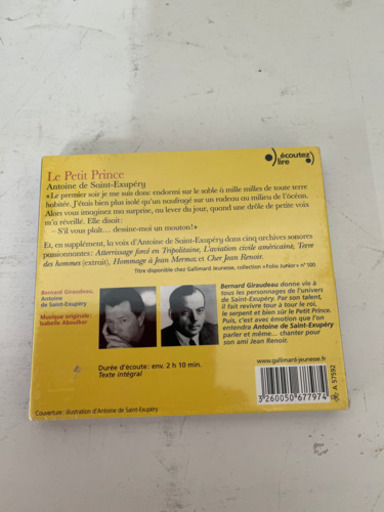 écoutez
lire
Le Petit Prince
Antoine de Saint-Exupéry
«Le premier soir je me suis donc endormi sur le sable à mille milles de toute terre
habitée. J'étais bien plus isolé qu'un naufragé sur un radeau au milieu de l'océan.
Alors vous imaginez ma surprise, au lever du jour, quand une drôle de petite voix
m'a réveillé. Elle disait:
– S'il vous plaît... dessine-moi un mouton!»
Et, en supplément, la voix d'Antoine de Saint-Exupéry dans cinq archives sonores
passionnantes: Atterrissage forcé en Tripolitaine, L'aviation civile américaine, Terre
des hommes (extrait), Hommage à Jean Mermoz et Cher Jean Renoir.
Titre disponible chez Gallimard Jeunesse, collection «Folio Junior» n° 100
Bernard Giraudeau,
Antoine
de Saint-Exupéry
Musique originale:
Isabelle Aboulker
Bernard Giraudeau donne vie à
tous les personnages de l'univers
de Saint-Exupéry. Par son talent,
il fait revivre tour à tour le roi,
le serpent et bien sûr le Petit Prince.
Puis, c'est avec émotion que l'on
entendra Antoine de Saint-Exupéry
parler et même... chanter pour
son ami Jean Renoir.
Durée d'écoute: env. 2 h 10 min.
Texte intégral
www.gallimard-jeunesse.fr
3 260050 677974
A 57592
Couverture: illustration d'Antoine de Saint-Exupéry